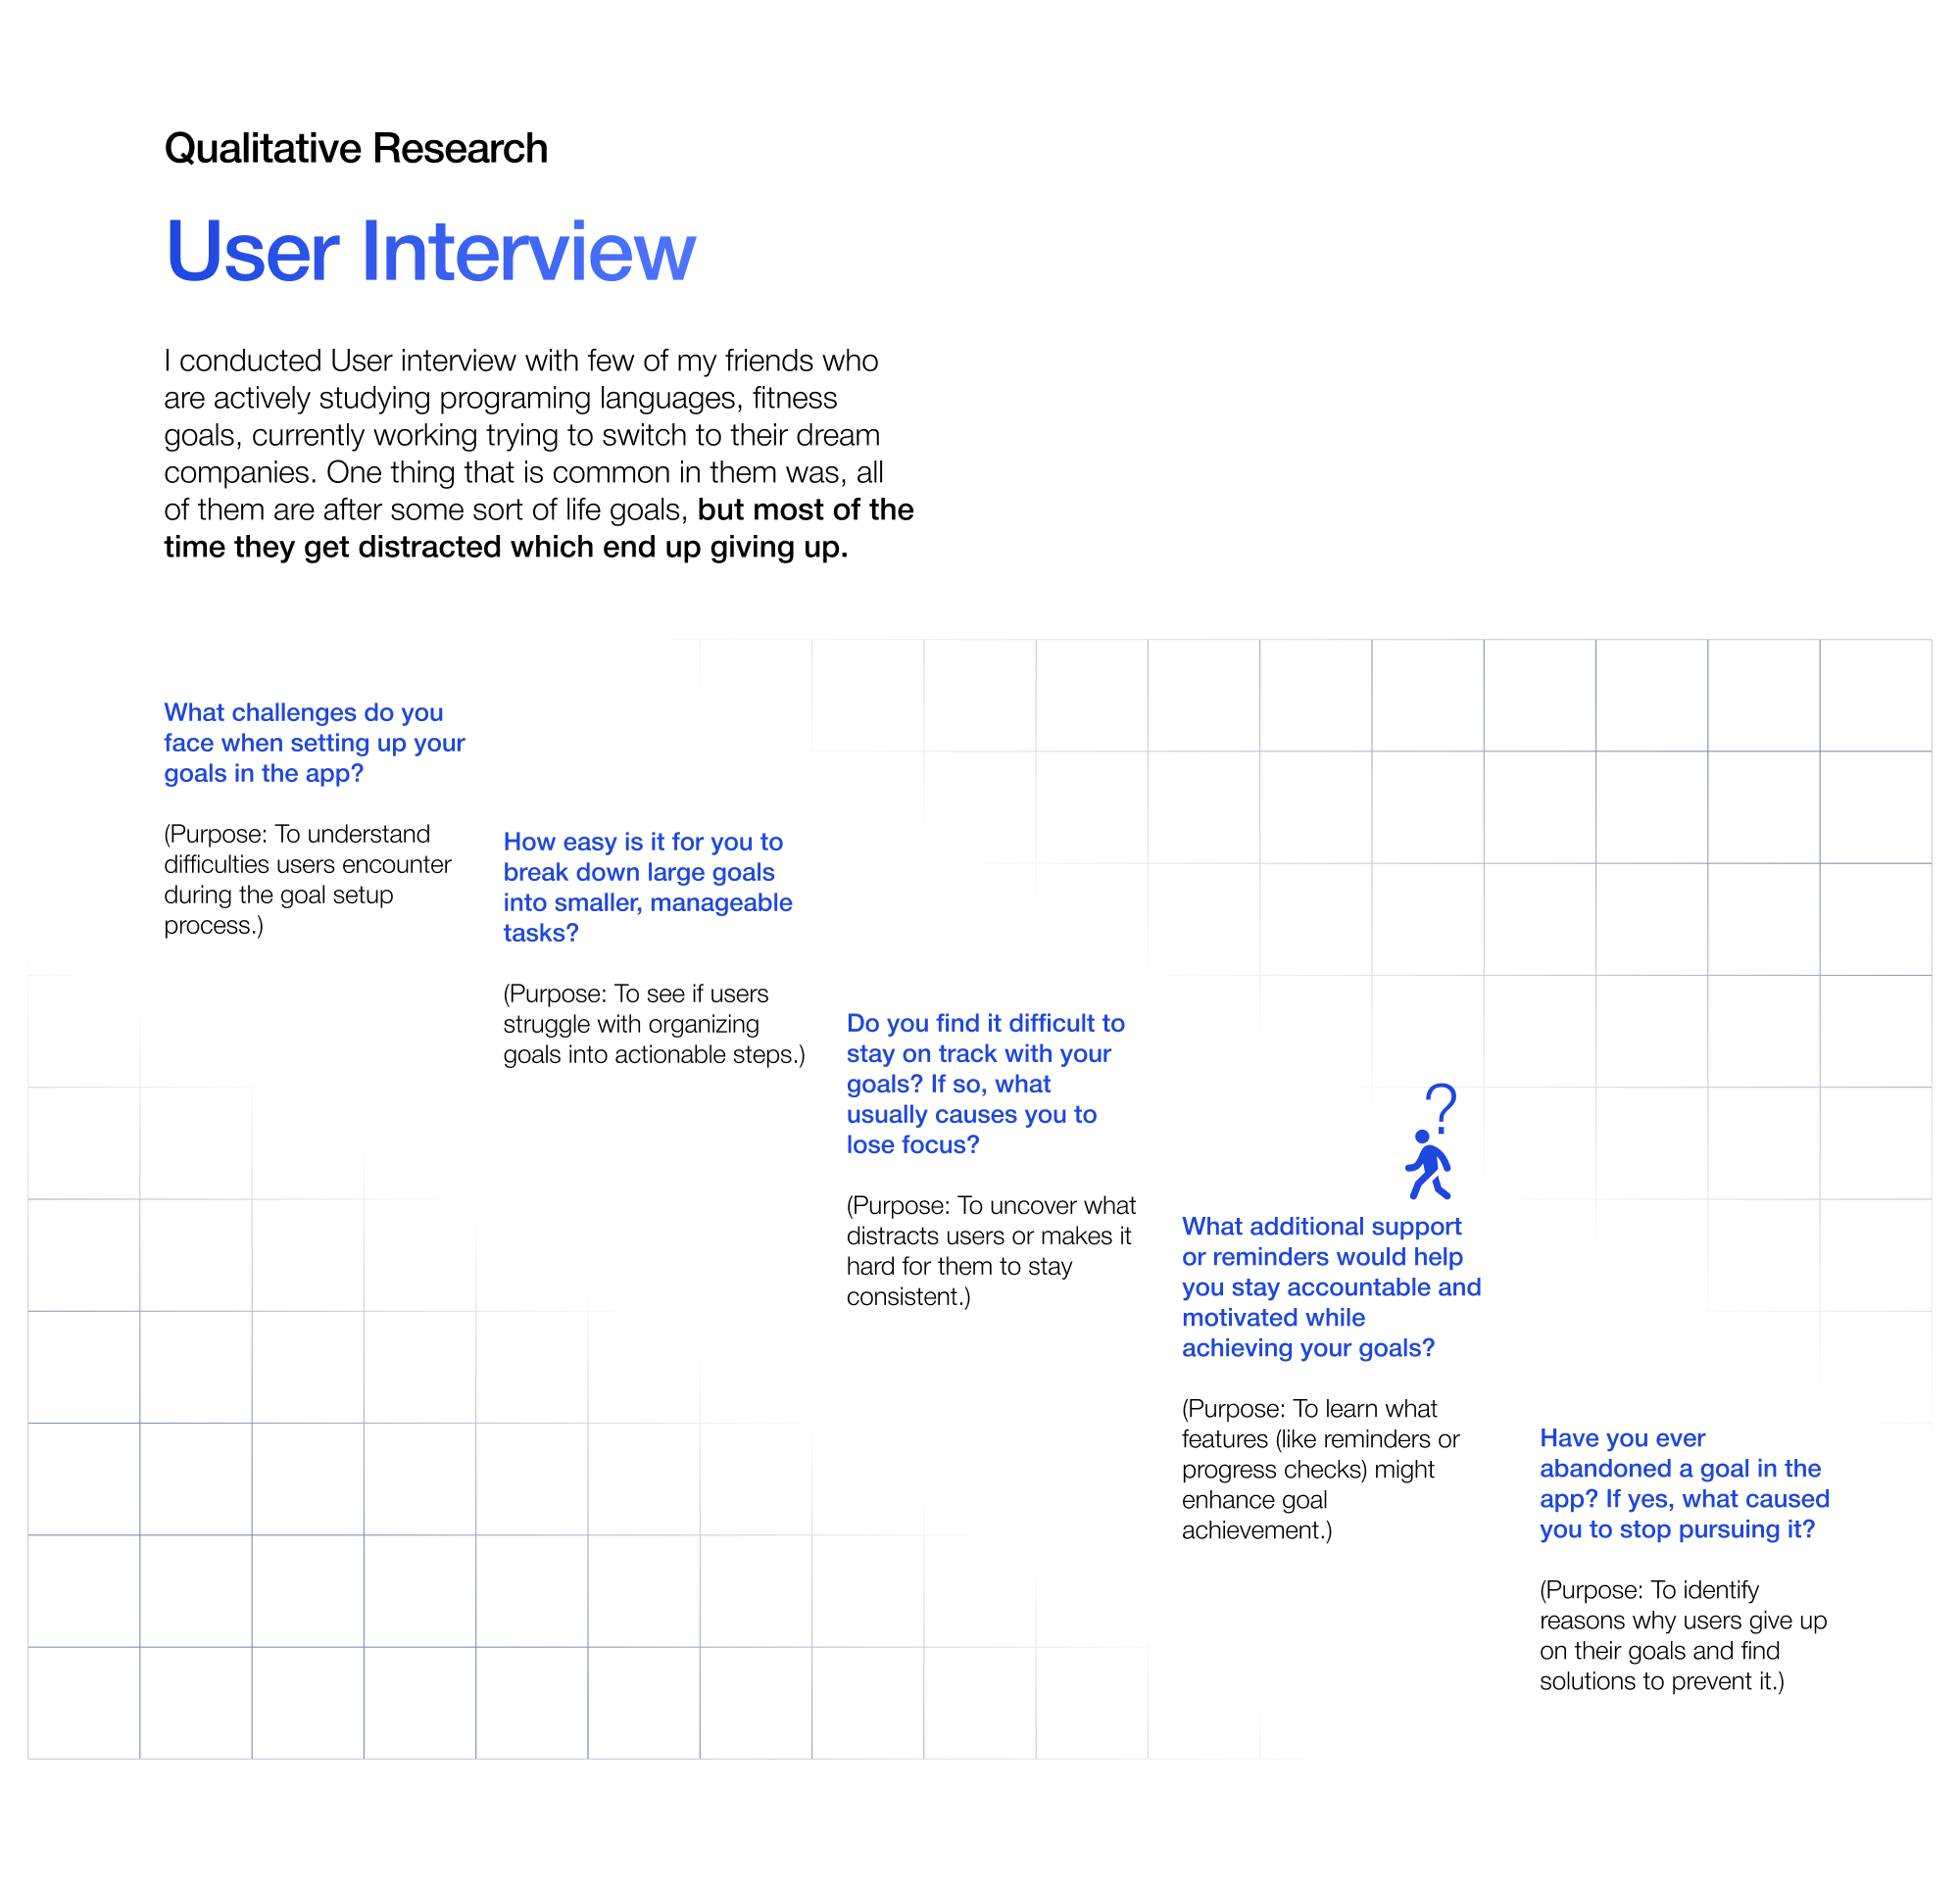 Qualitative Research
User Interview
I conducted User interview with few of my friends who
are actively studying programing languages, fitness
goals, currently working trying to switch to their dream
companies. One thing that is common in them was, all
of them are after some sort of life goals, but most of the
time they get distracted which end up giving up.
What challenges do you
face when setting up your
goals in the app?
(Purpose: To understand
difficulties users encounter
during the goal setup
process.)
How easy is it for you to
break down large goals
into smaller, manageable
tasks?
(Purpose: To see if users
struggle with organizing
goals into actionable steps.)
Do you find it difficult to
stay on track with your
goals? If so, what
usually causes you to
lose focus?
(Purpose: To uncover what
distracts users or makes it
hard for them to stay
consistent.)
?
What additional support
or reminders would help
you stay accountable and
motivated while
achieving your goals?
(Purpose: To learn what
features (like reminders or
progress checks) might
enhance goal
achievement.)
Have you ever
abandoned a goal in the
app? If yes, what caused
you to stop pursuing it?
(Purpose: To identify
reasons why users give up
on their goals and find
solutions to prevent it.)